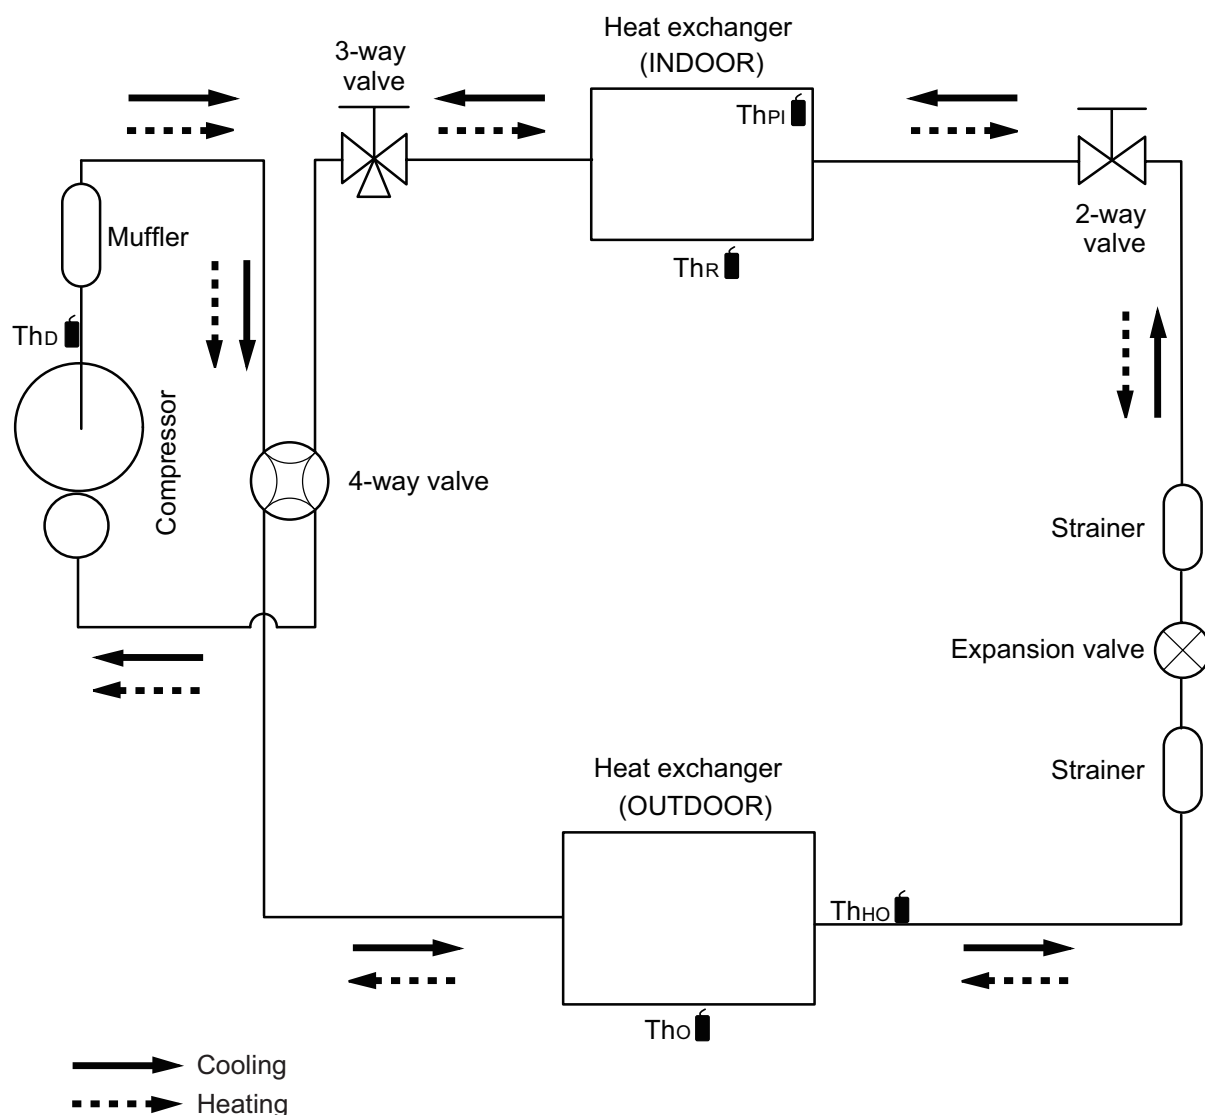 Heat exchanger
(INDOOR)
3-way
valve
ThPI
Muffler
ThR
2-way
valve
ThD
Compressor
4-way valve
Strainer
Expansion valve
Heat exchanger
(OUTDOOR)
Strainer
ThHO
ThO
Cooling
Heating